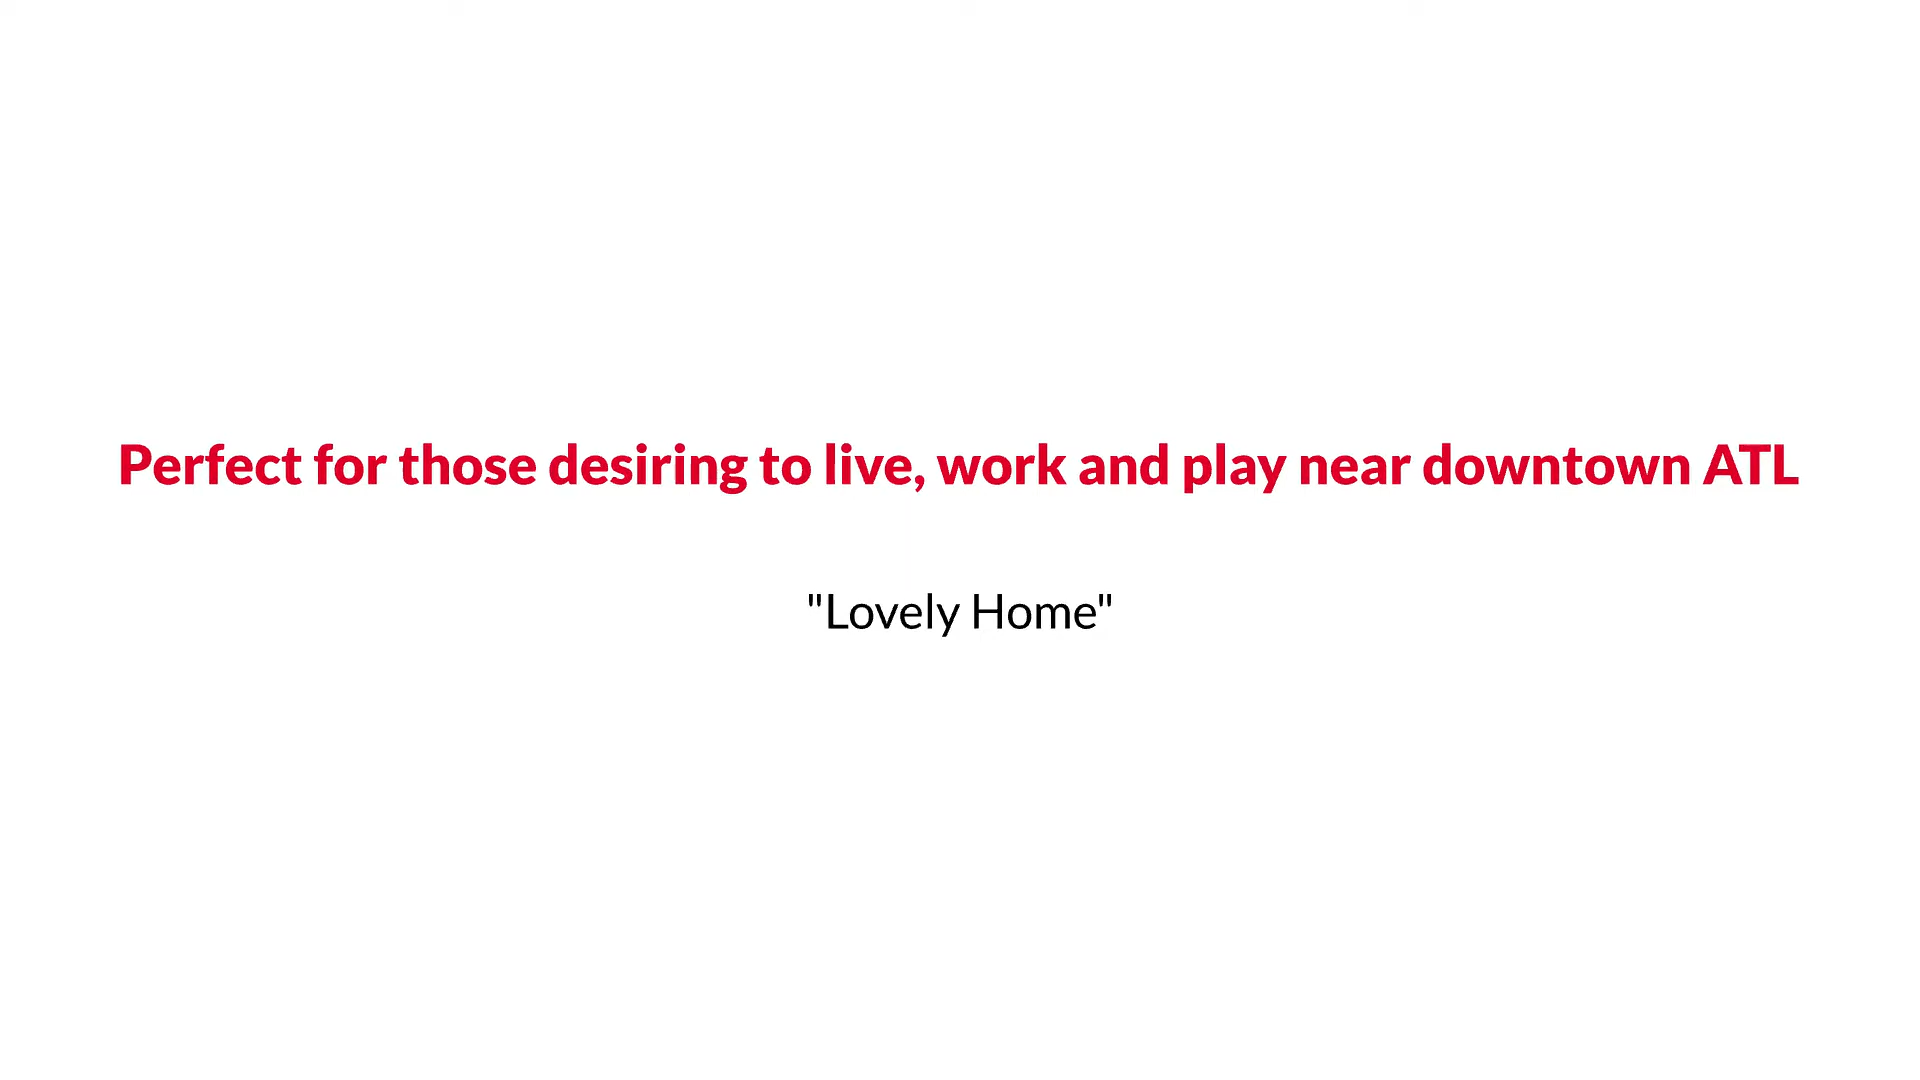 Perfect for those desiring to live, work and play near downtown ATL
"Lovely Home"